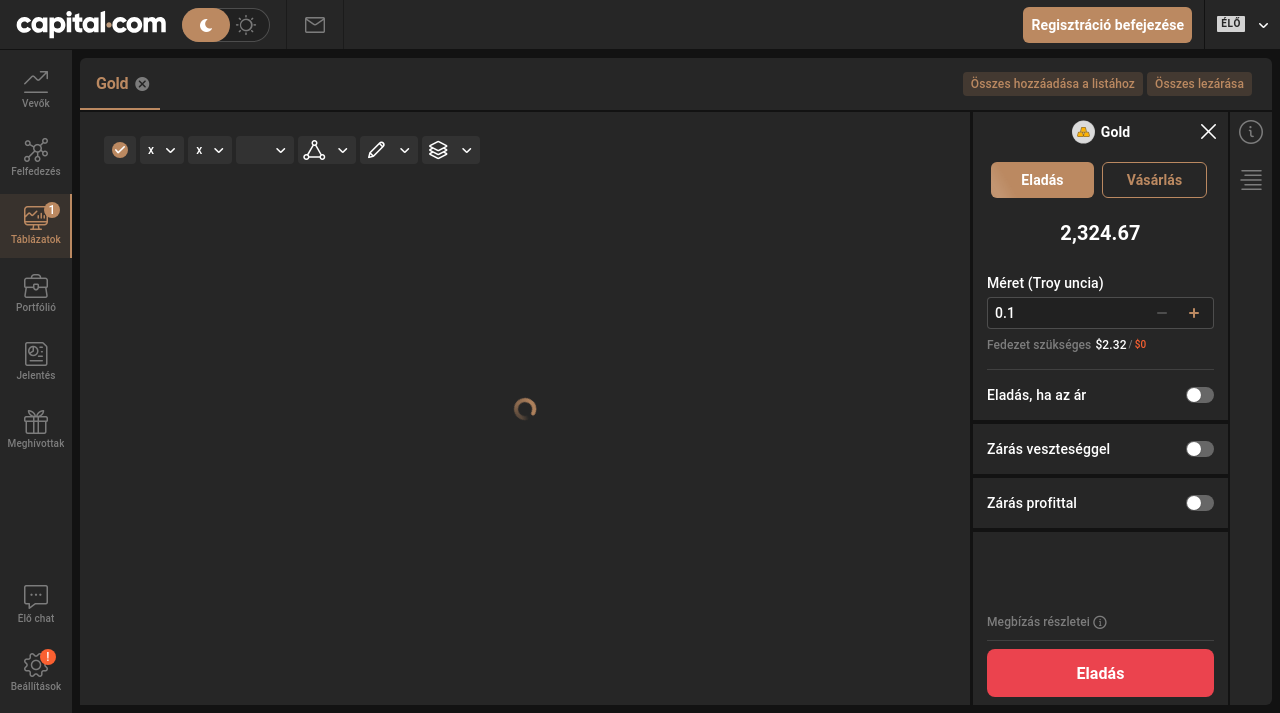 capital.com
Regisztráció befejezése
ÉLŐ
Vevők
Felfedezés
1
Táblázatok
Portfólió
Jelentés
Meghívottak
Elő chat
!
Beállítások
Gold
Összes hozzáadása a listához
Összes lezárása
x
x
Gold
Eladás
Vásárlás
2,324.67
Méret (Troy uncia)
0.1
Fedezet szükséges $2.32 / $0
Eladás, ha az ár
Zárás veszteséggel
Zárás profittal
Megbízás részletei
Eladás